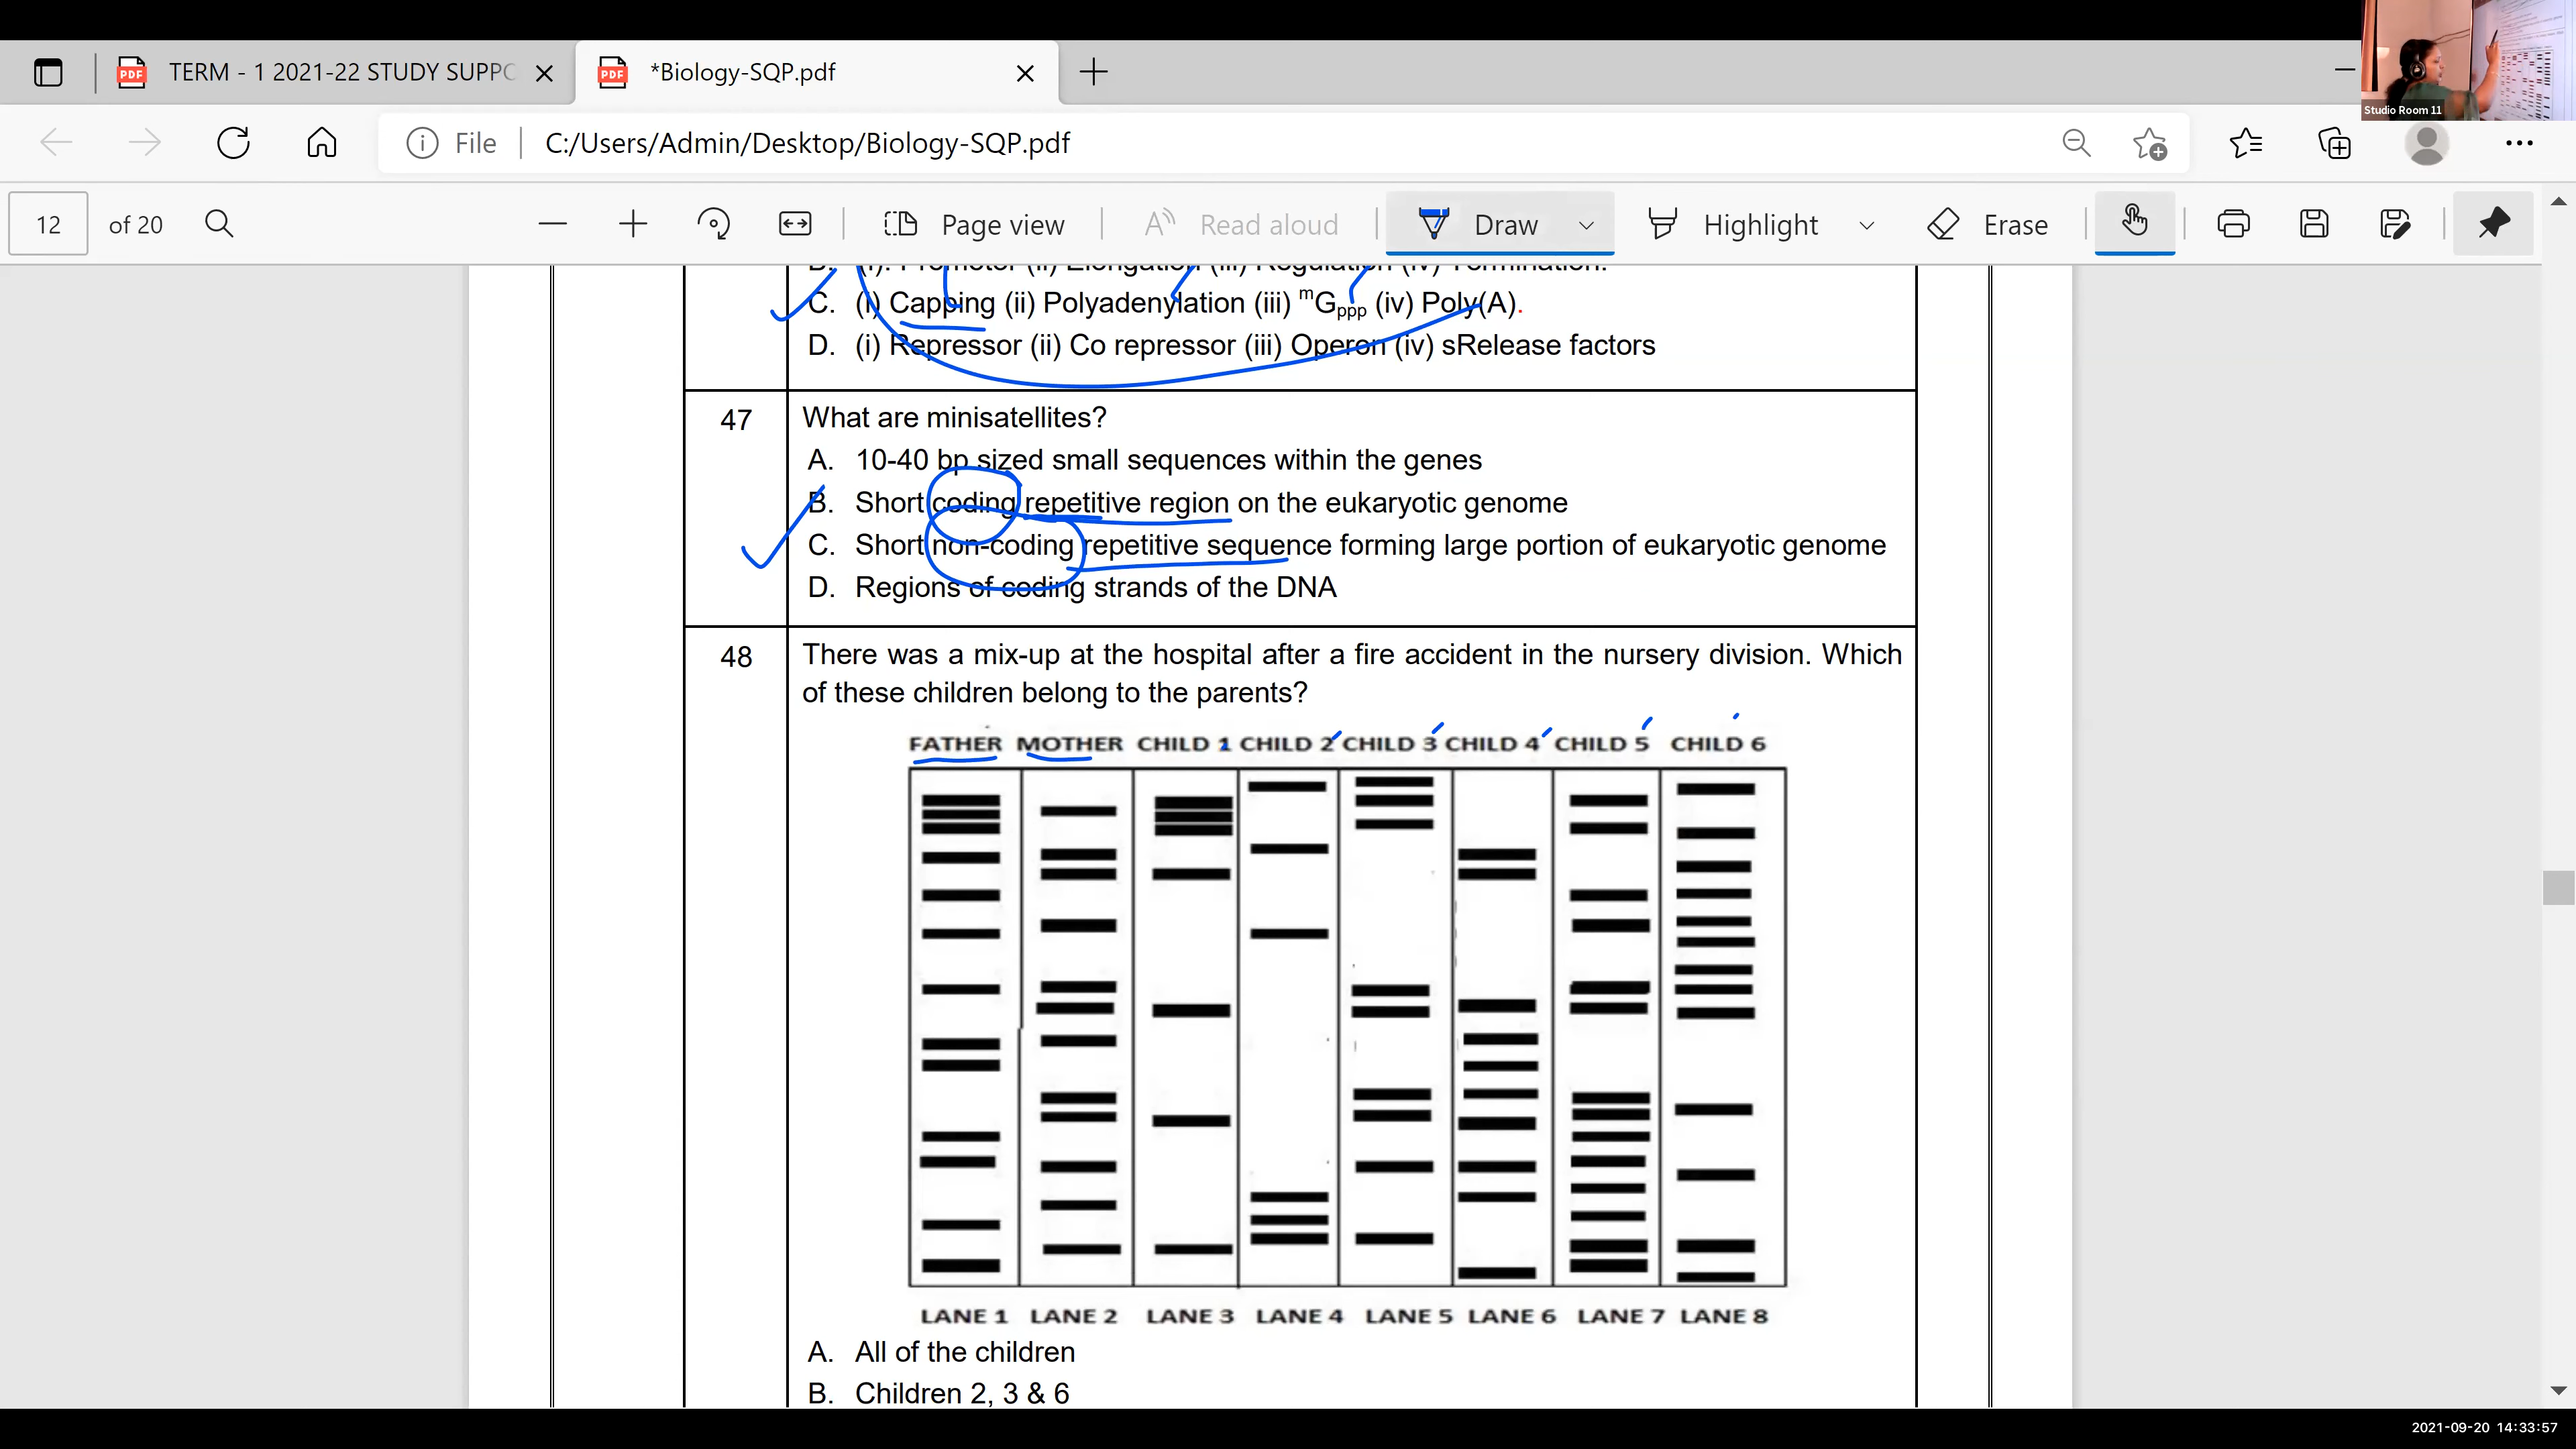 Studio Room 11
TERM - 1 2021-22 STUDY SUPPO
*Biology-SQP.pdf
File
C:/Users/Admin/Desktop/Biology-SQP.pdf
12 of 20
Page view
Read aloud
Draw
Highlight
Erase
B. (i). Promoter (ii) Elongation (iii) Regulation (iv) Termination.
C. (i) Capping (ii) Polyadenylation (iii) mGppp (iv) Poly(A).
D. (i) Repressor (ii) Co repressor (iii) Operon (iv) sRelease factors
47 What are minisatellites?
A. 10-40 bp sized small sequences within the genes
B. Short coding repetitive region on the eukaryotic genome
C. Short non-coding repetitive sequence forming large portion of eukaryotic genome
D. Regions of coding strands of the DNA
48 There was a mix-up at the hospital after a fire accident in the nursery division. Which
of these children belong to the parents?
FATHER MOTHER CHILD 1 CHILD 2 CHILD 3 CHILD 4 CHILD 5 CHILD 6
LANE 1 LANE 2 LANE 3 LANE 4 LANE 5 LANE 6 LANE 7 LANE 8
A. All of the children
B. Children 2, 3 & 6
2021-09-20 14:33:57